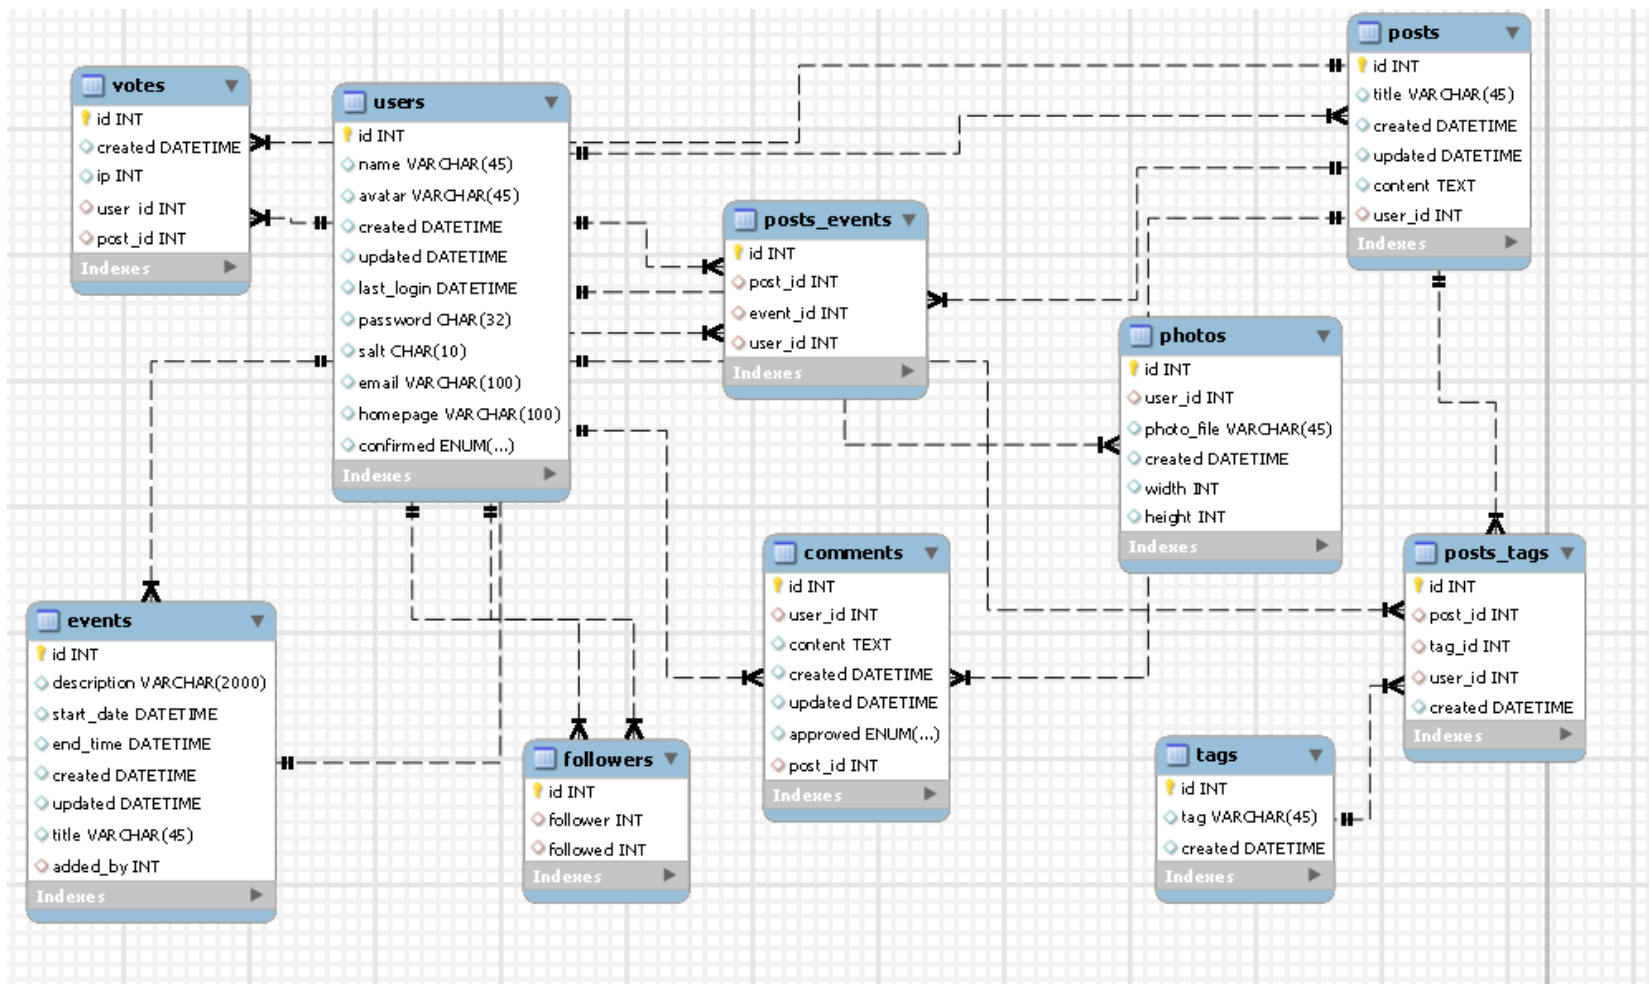 votes
id INT
created DATETIME
ip INT
user_id INT
post_id INT
Indexes
users
id INT
name VARCHAR(45)
avatar VARCHAR(45)
created DATETIME
updated DATETIME
last_login DATETIME
password CHAR(32)
salt CHAR(10)
email VARCHAR(100)
homepage VARCHAR(100)
confirmed ENUM(...)
Indexes
posts_events
id INT
post_id INT
event_id INT
user_id INT
Indexes
posts
id INT
title VARCHAR(45)
created DATETIME
updated DATETIME
content TEXT
user_id INT
Indexes
photos
id INT
user_id INT
photo_file VARCHAR(45)
created DATETIME
width INT
height INT
Indexes
events
id INT
description VARCHAR(2000)
start_date DATETIME
end_time DATETIME
created DATETIME
updated DATETIME
title VARCHAR(45)
added_by INT
Indexes
followers
id INT
follower INT
followed INT
Indexes
comments
id INT
user_id INT
content TEXT
created DATETIME
updated DATETIME
approved ENUM(...)
post_id INT
Indexes
posts_tags
id INT
post_id INT
tag_id INT
user_id INT
created DATETIME
Indexes
tags
id INT
tag VARCHAR(45)
created DATETIME
Indexes